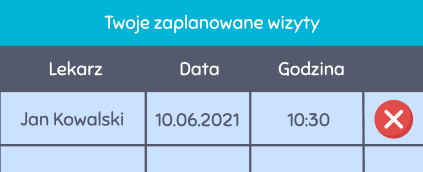 Twoje zaplanowane wizyty
Lekarz Data Godzina
Jan Kowalski 10.06.2021 10:30